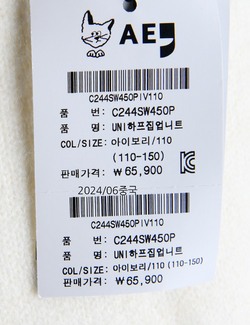 AE
C244SW450PIV110
품 번: C244SW450P
품 명: UNI하프집업니트
COL/SIZE: 아이보리/110
(110-150)
판매가격: ₩65,900
2024/06중국
C244SW450PIV110
품 번: C244SW450P
품 명: UNI하프집업니트
COL/SIZE: 아이보리/110 (110-150)
판매가격: ₩65,900